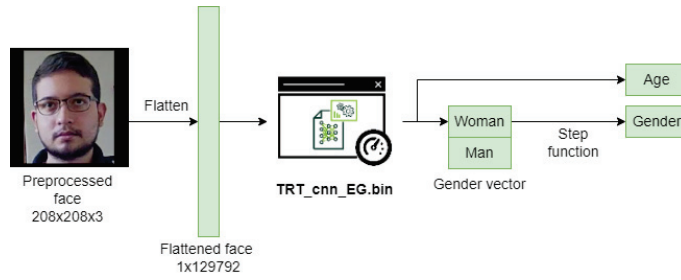 Flatten
Preprocessed
face
208x208x3
Flattened face
1x129792
TRT_cnn_EG.bin
Woman
Man
Gender vector
Step
function
Age
Gender